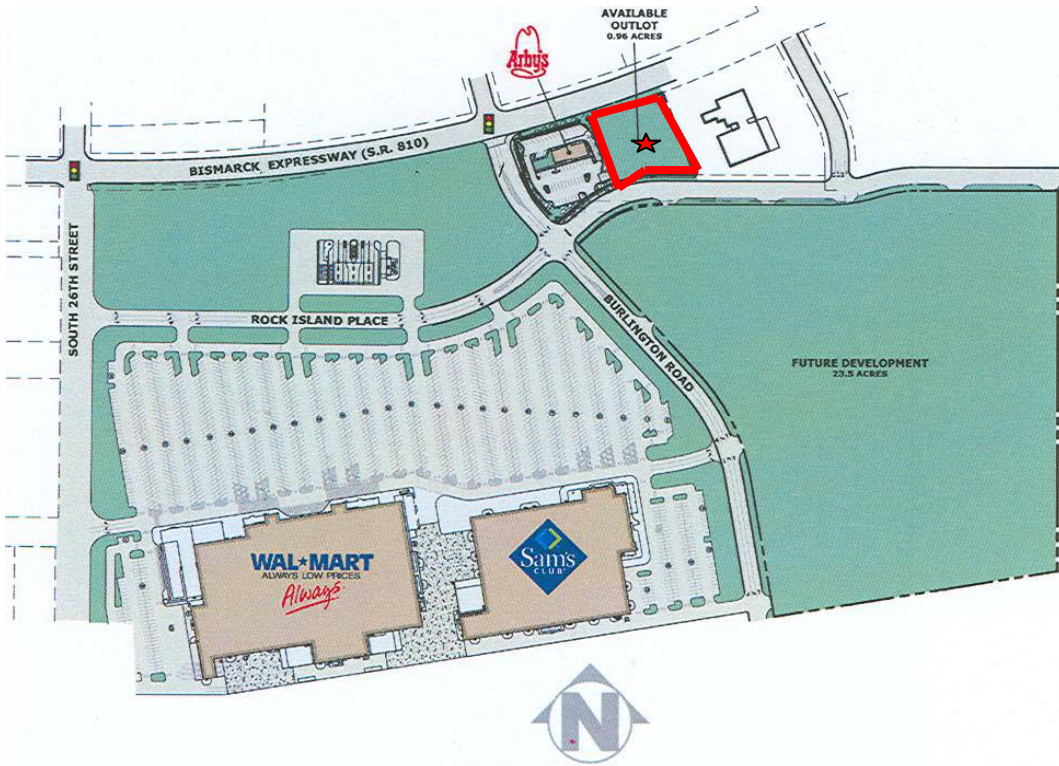 AVAILABLE
OUTLOT
0.96 ACRES
Arby's
BISMARCK EXPRESSWAY (S.R. 810)
SOUTH 26TH STREET
ROCK ISLAND PLACE
BURLINGTON ROAD
FUTURE DEVELOPMENT
23.5 ACRES
WAL★MART
ALWAYS LOW PRICES.
Always.
Sam's
CLUB
N